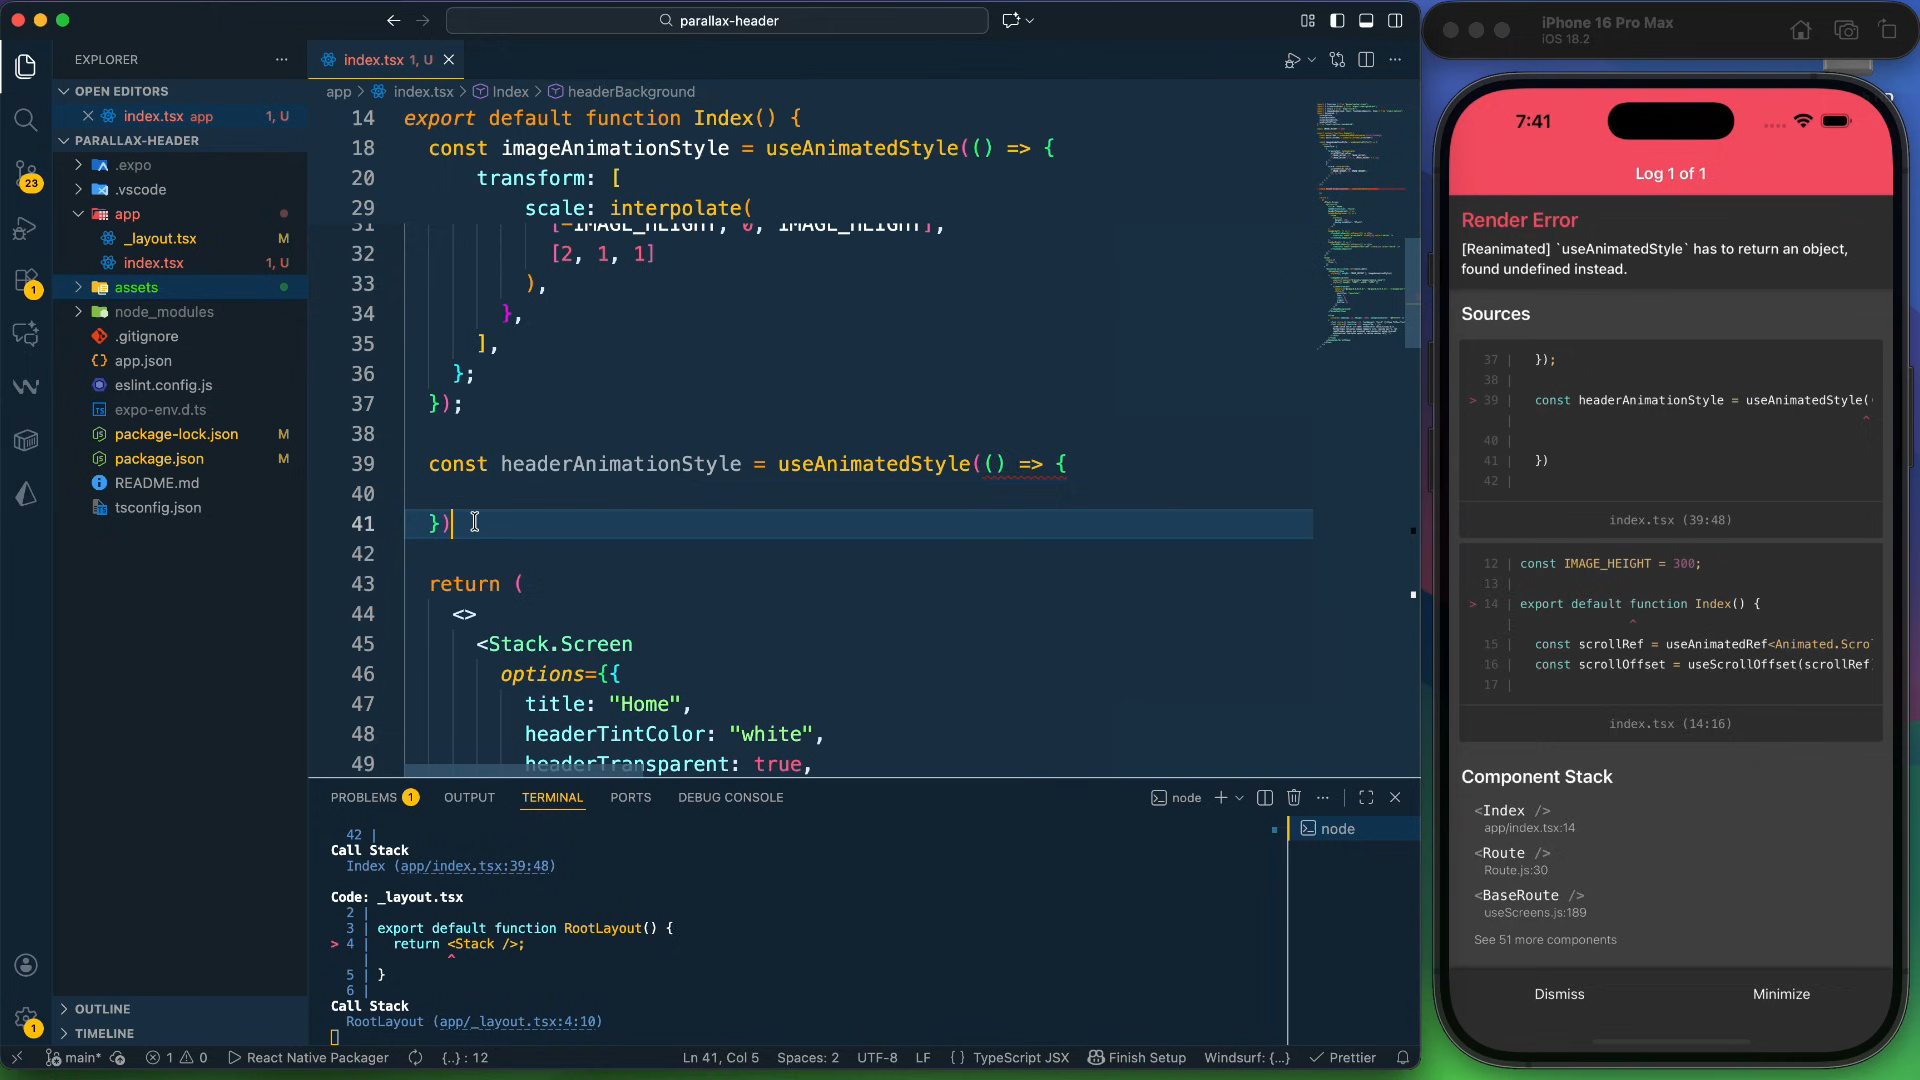 parallax-header
EXPLORER
OPEN EDITORS
index.tsx app 1, U
PARALLAX-HEADER
.expo
.vscode
app
_layout.tsx M
index.tsx 1, U
assets
node_modules
.gitignore
app.json
eslint.config.js
expo-env.d.ts
package-lock.json M
package.json M
README.md
tsconfig.json
OUTLINE
TIMELINE
23
1
1
index.tsx 1, U
app > index.tsx > Index > headerBackground
14 export default function Index() {
18 const imageAnimationStyle = useAnimatedStyle(() => {
20 transform: [
29 scale: interpolate(
31 [-IMAGE_HEIGHT, 0, IMAGE_HEIGHT],
32 [2, 1, 1]
33 ),
34 },
35 ],
36 };
37 });
38
39 const headerAnimationStyle = useAnimatedStyle(() => {
40
41 })
42
43 return (
44 <>
45 <Stack.Screen
46 options={{
47 title: "Home",
48 headerTintColor: "white",
49 headerTransparent: true,
PROBLEMS 1 OUTPUT TERMINAL PORTS DEBUG CONSOLE
node
node
42 |
Call Stack
Index (app/index.tsx:39:48)
Code: _layout.tsx
2 |
3 | export default function RootLayout() {
> 4 | return <Stack />;
| ^
5 | }
6 |
Call Stack
RootLayout (app/_layout.tsx:4:10)
main* 1 0 React Native Packager {..} : 12 Ln 41, Col 5 Spaces: 2 UTF-8 LF { } TypeScript JSX Finish Setup Windsurf: {...} Prettier
iPhone 16 Pro Max
iOS 18.2
7:41
Log 1 of 1
Render Error
[Reanimated] `useAnimatedStyle` has to return an object,
found undefined instead.
Sources
37 | });
38 |
> 39 | const headerAnimationStyle = useAnimatedStyle(
| ^
40 |
41 | })
42 |
index.tsx (39:48)
12 | const IMAGE_HEIGHT = 300;
13 |
> 14 | export default function Index() {
| ^
15 | const scrollRef = useAnimatedRef<Animated.Scro
16 | const scrollOffset = useScrollOffset(scrollRef
17 |
index.tsx (14:16)
Component Stack
<Index />
app/index.tsx:14
<Route />
Route.js:30
<BaseRoute />
useScreens.js:189
See 51 more components
Dismiss
Minimize